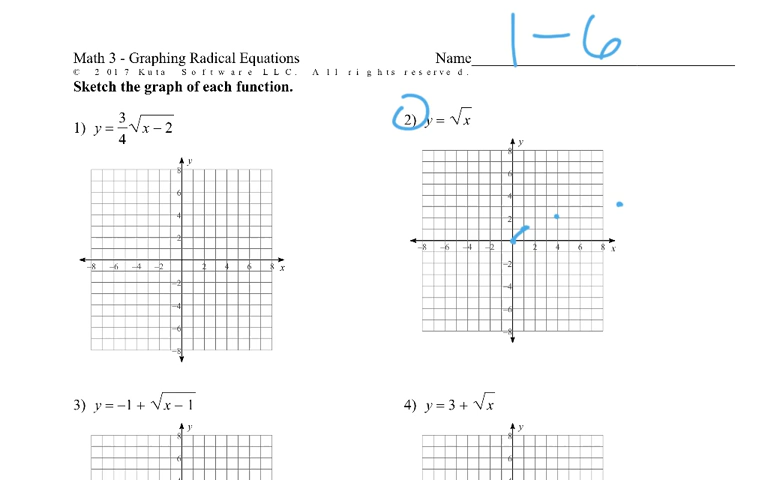 1-6
Math 3 - Graphing Radical Equations
Name
© 2017 Kuta Software LLC. All rights reserved.
Sketch the graph of each function.
1) y = 3/4 √x - 2
2) y = √x
y
8
6
4
2
-8 -6 -4 -2 2 4 6 8 x
-2
-4
-6
-8
y
8
6
4
2
-8 -6 -4 -2 2 4 6 8 x
-2
-4
-6
-8
3) y = -1 + √x - 1
4) y = 3 + √x
y
8
6
y
8
6